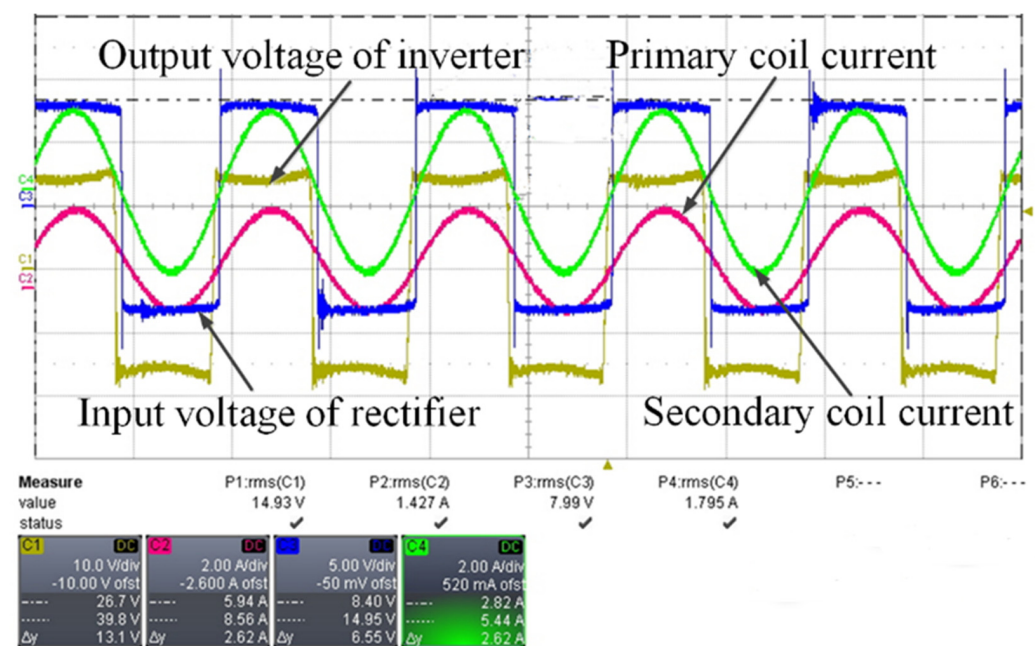 Output voltage of inverter Primary coil current
C4
C3
C1
C2
Input voltage of rectifier Secondary coil current
Measure P1:rms(C1) P2:rms(C2) P3:rms(C3) P4:rms(C4) P5:--- P6:---
value 14.93 V 1.427 A 7.99 V 1.795 A
status ✔ ✔ ✔ ✔
C1 DC C2 DC C3 DC C4 DC
10.0 V/div 2.00 A/div 5.00 V/div 2.00 A/div
-10.00 V ofst -2.600 A ofst -50 mV ofst 520 mA ofst
26.7 V 5.94 A 8.40 V 2.82 A
39.8 V 8.56 A 14.95 V 5.44 A
Δy 13.1 V Δy 2.62 A Δy 6.55 V Δy 2.62 A